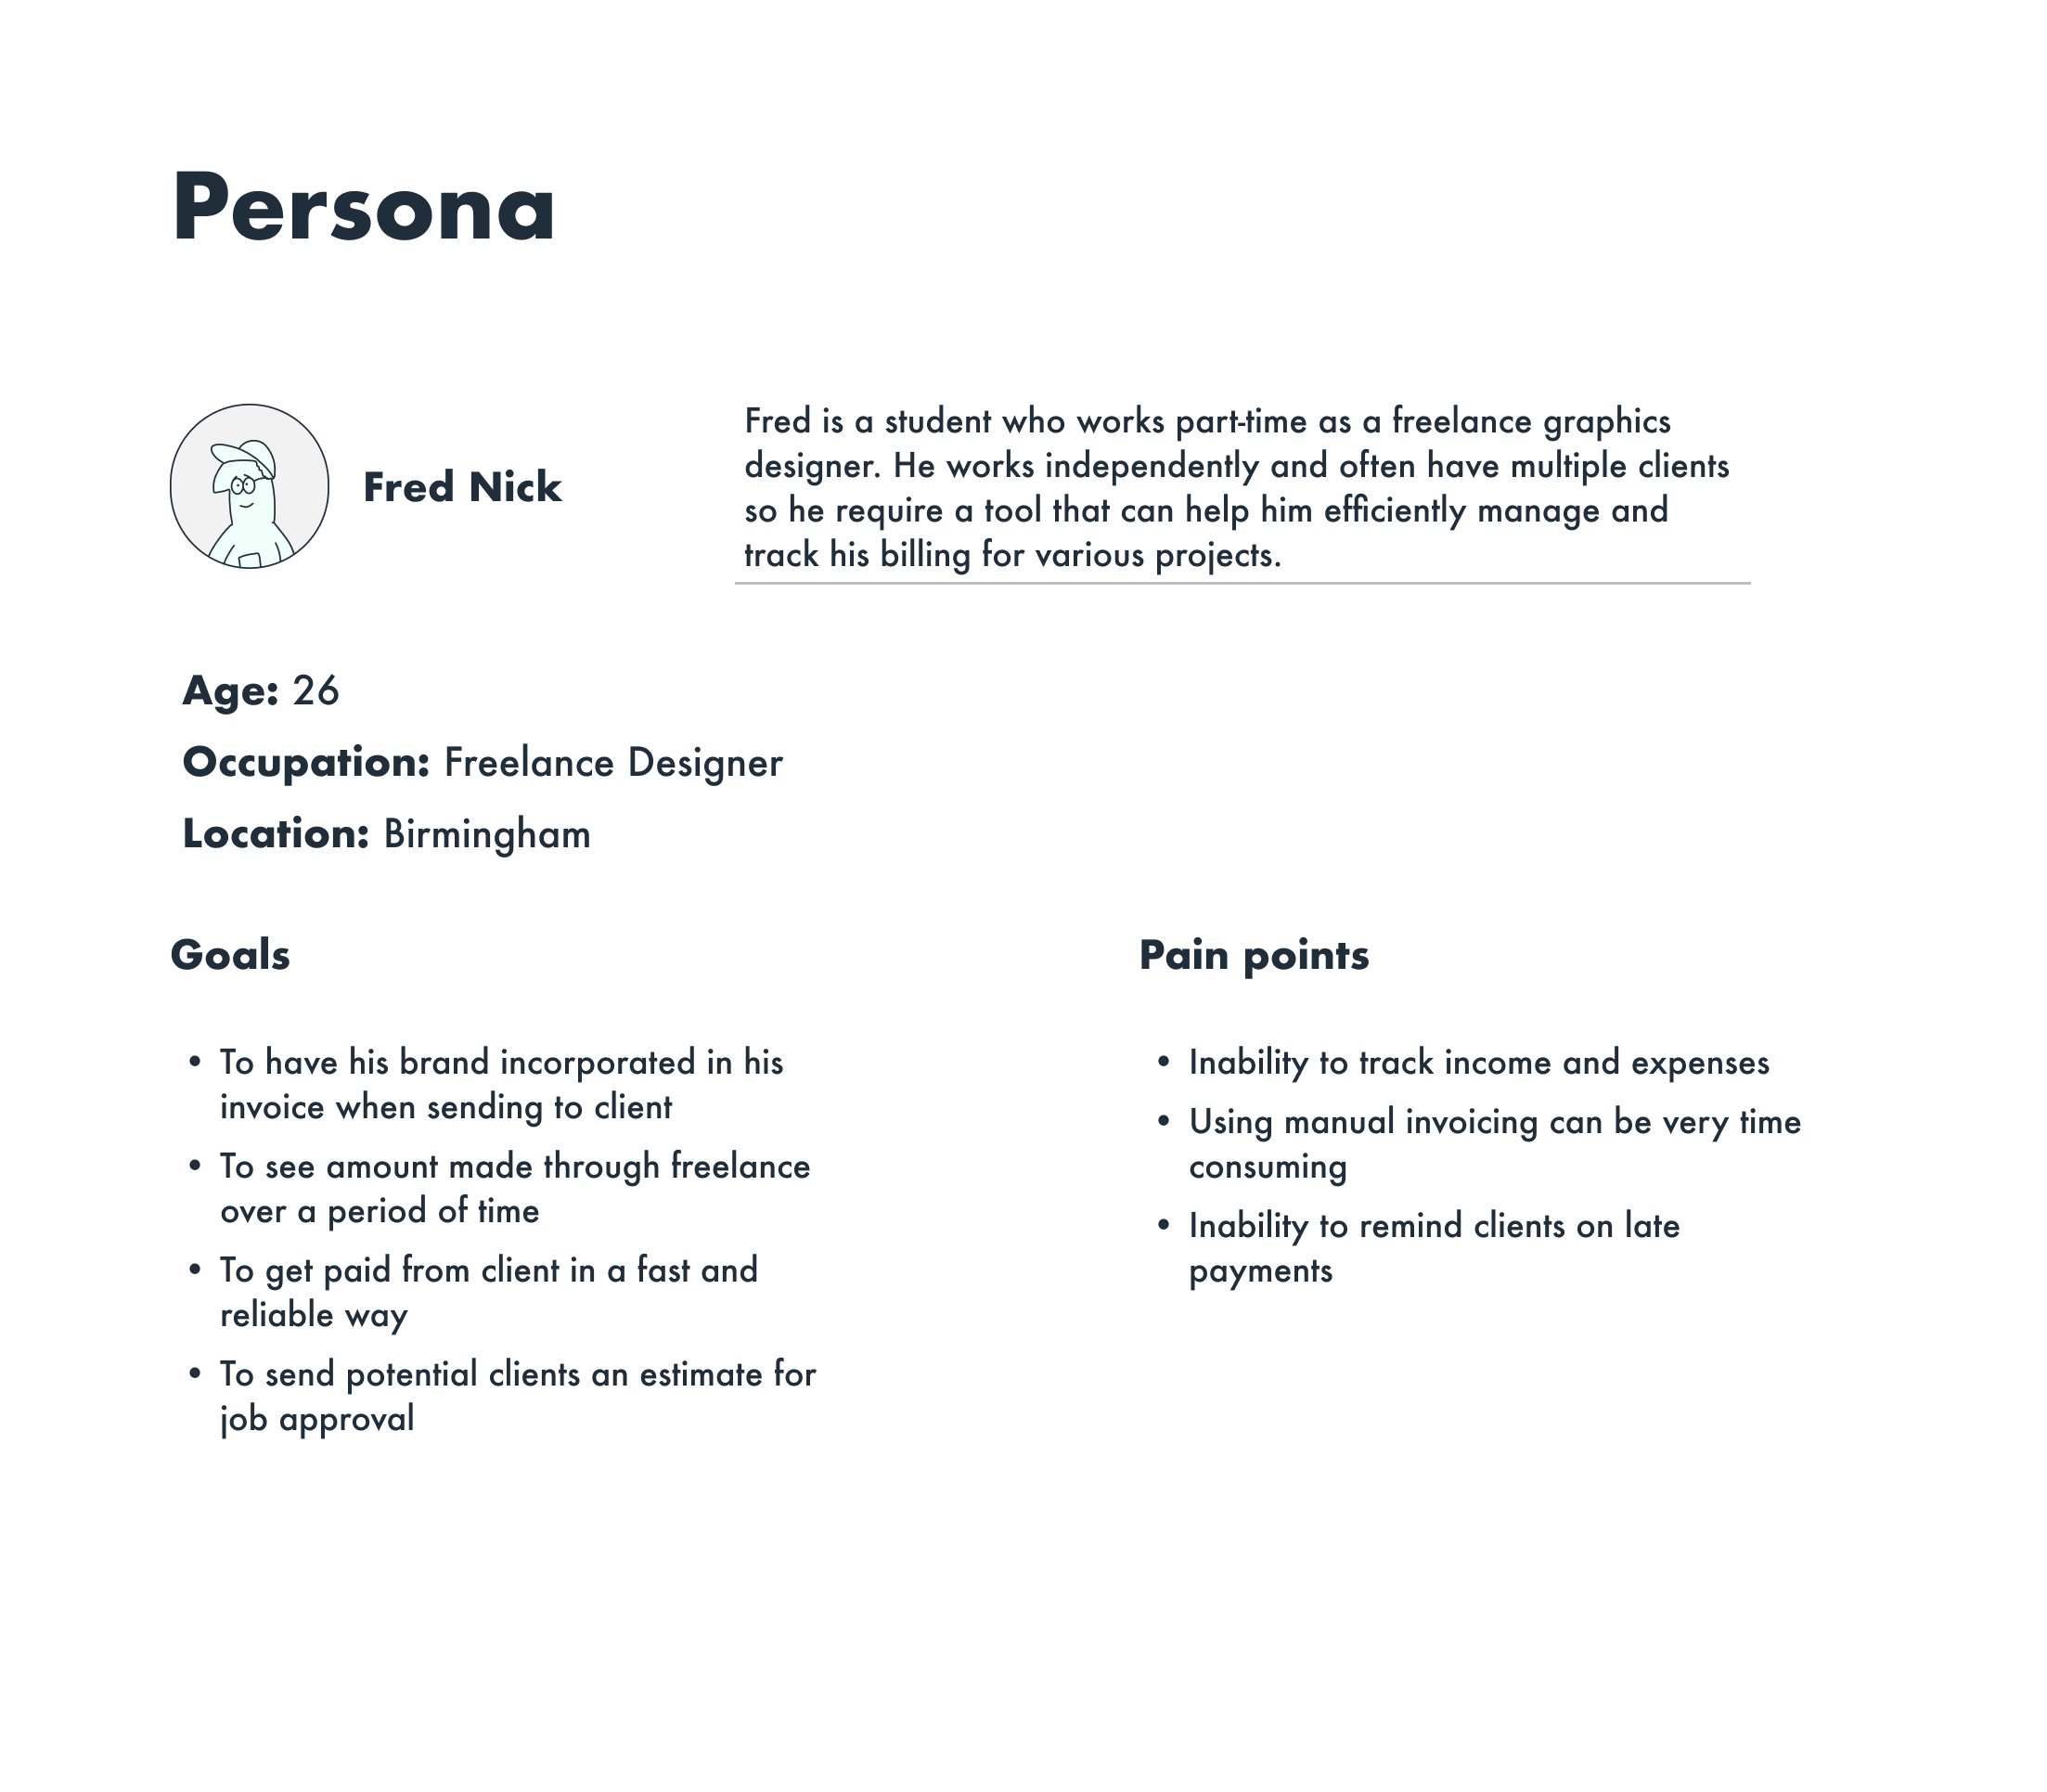 Persona
Fred Nick
Fred is a student who works part-time as a freelance graphics
designer. He works independently and often have multiple clients
so he require a tool that can help him efficiently manage and
track his billing for various projects.
Age: 26
Occupation: Freelance Designer
Location: Birmingham
Goals
• To have his brand incorporated in his
invoice when sending to client
• To see amount made through freelance
over a period of time
• To get paid from client in a fast and
reliable way
• To send potential clients an estimate for
job approval
Pain points
• Inability to track income and expenses
• Using manual invoicing can be very time
consuming
• Inability to remind clients on late
payments